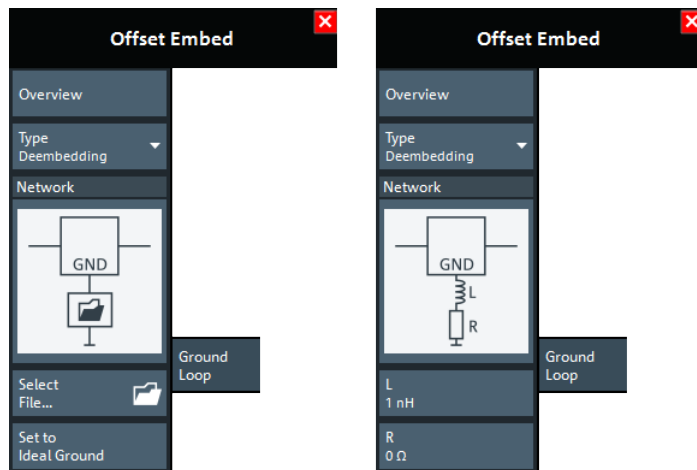 Offset Embed
Overview
Type
Deembedding
Network
GND
Ground
Loop
Select
File...
Set to
Ideal Ground
Offset Embed
Overview
Type
Deembedding
Network
GND
L
R
Ground
Loop
L
1 nH
R
0 Ω